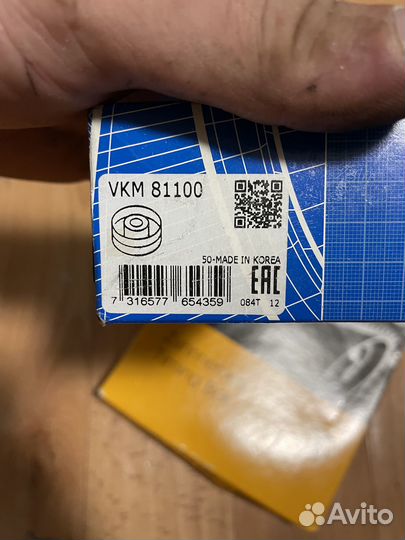 VKM 81100
50-MADE IN KOREA
EAC
7 316577 654359
084T 12
Avito